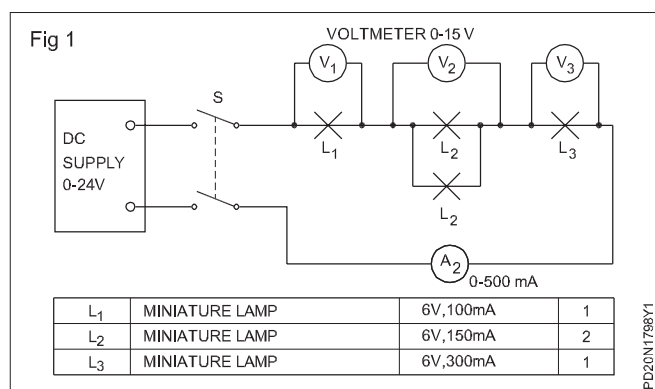 Fig 1
VOLTMETER 0-15 V
V1
V2
V3
S
DC
SUPPLY
0-24V
L1
L2
L3
L2
A2
0-500 mA
L1 MINIATURE LAMP 6V,100mA 1
L2 MINIATURE LAMP 6V,150mA 2
L3 MINIATURE LAMP 6V,300mA 1
PD20N1798Y1